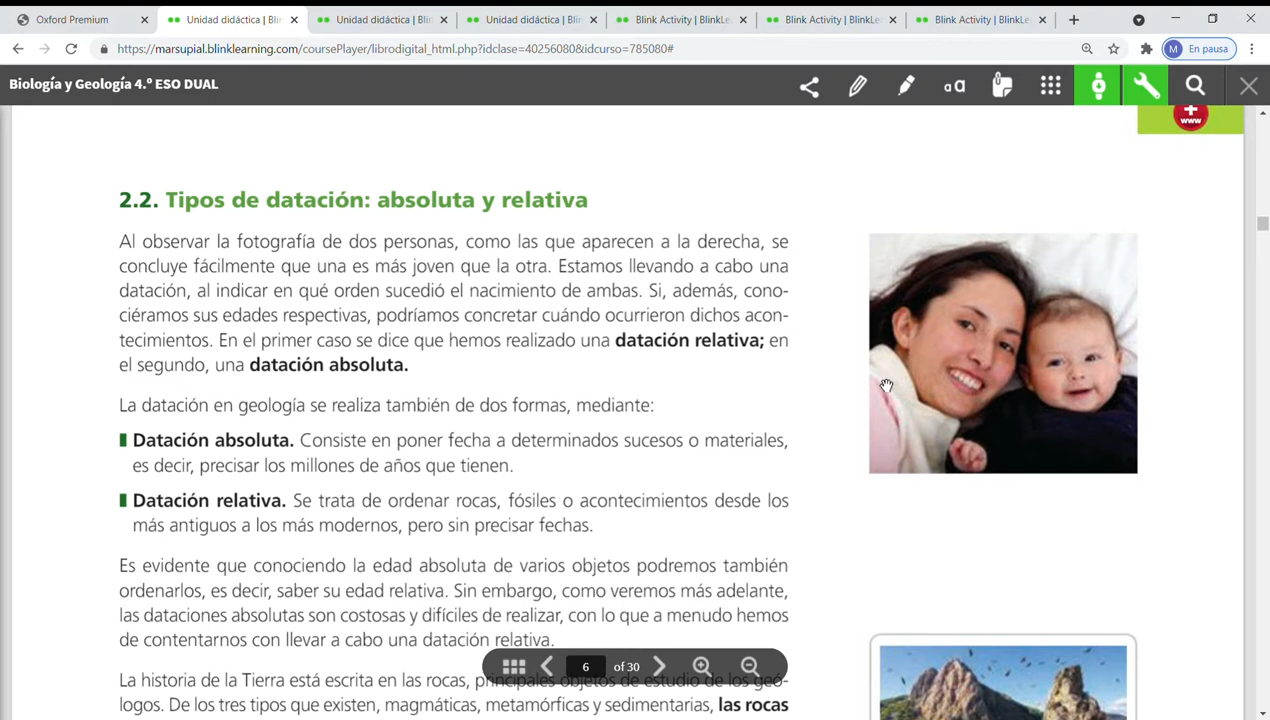 Oxford Premium
Unidad didáctica | Blin
Unidad didáctica | Blin
Unidad didáctica | Blin
Blink Activity | BlinkLe
Blink Activity | BlinkLe
Blink Activity | BlinkLe
https://marsupial.blinklearning.com/coursePlayer/librodigital_html.php?idclase=40256080&idcurso=785080#
M En pausa
Biología y Geología 4.º ESO DUAL
aa
+
www
2.2. Tipos de datación: absoluta y relativa
Al observar la fotografía de dos personas, como las que aparecen a la derecha, se
concluye fácilmente que una es más joven que la otra. Estamos llevando a cabo una
datación, al indicar en qué orden sucedió el nacimiento de ambas. Si, además, cono-
ciéramos sus edades respectivas, podríamos concretar cuándo ocurrieron dichos acon-
tecimientos. En el primer caso se dice que hemos realizado una datación relativa; en
el segundo, una datación absoluta.
La datación en geología se realiza también de dos formas, mediante:
Datación absoluta. Consiste en poner fecha a determinados sucesos o materiales,
es decir, precisar los millones de años que tienen.
Datación relativa. Se trata de ordenar rocas, fósiles o acontecimientos desde los
más antiguos a los más modernos, pero sin precisar fechas.
Es evidente que conociendo la edad absoluta de varios objetos podremos también
ordenarlos, es decir, saber su edad relativa. Sin embargo, como veremos más adelante,
las dataciones absolutas son costosas y difíciles de realizar, con lo que a menudo hemos
de contentarnos con llevar a cabo una datación relativa.
6 of 30
La historia de la Tierra está escrita en las rocas, principales objetos de estudio de los geó-
logos. De los tres tipos que existen, magmáticas, metamórficas y sedimentarias, las rocas